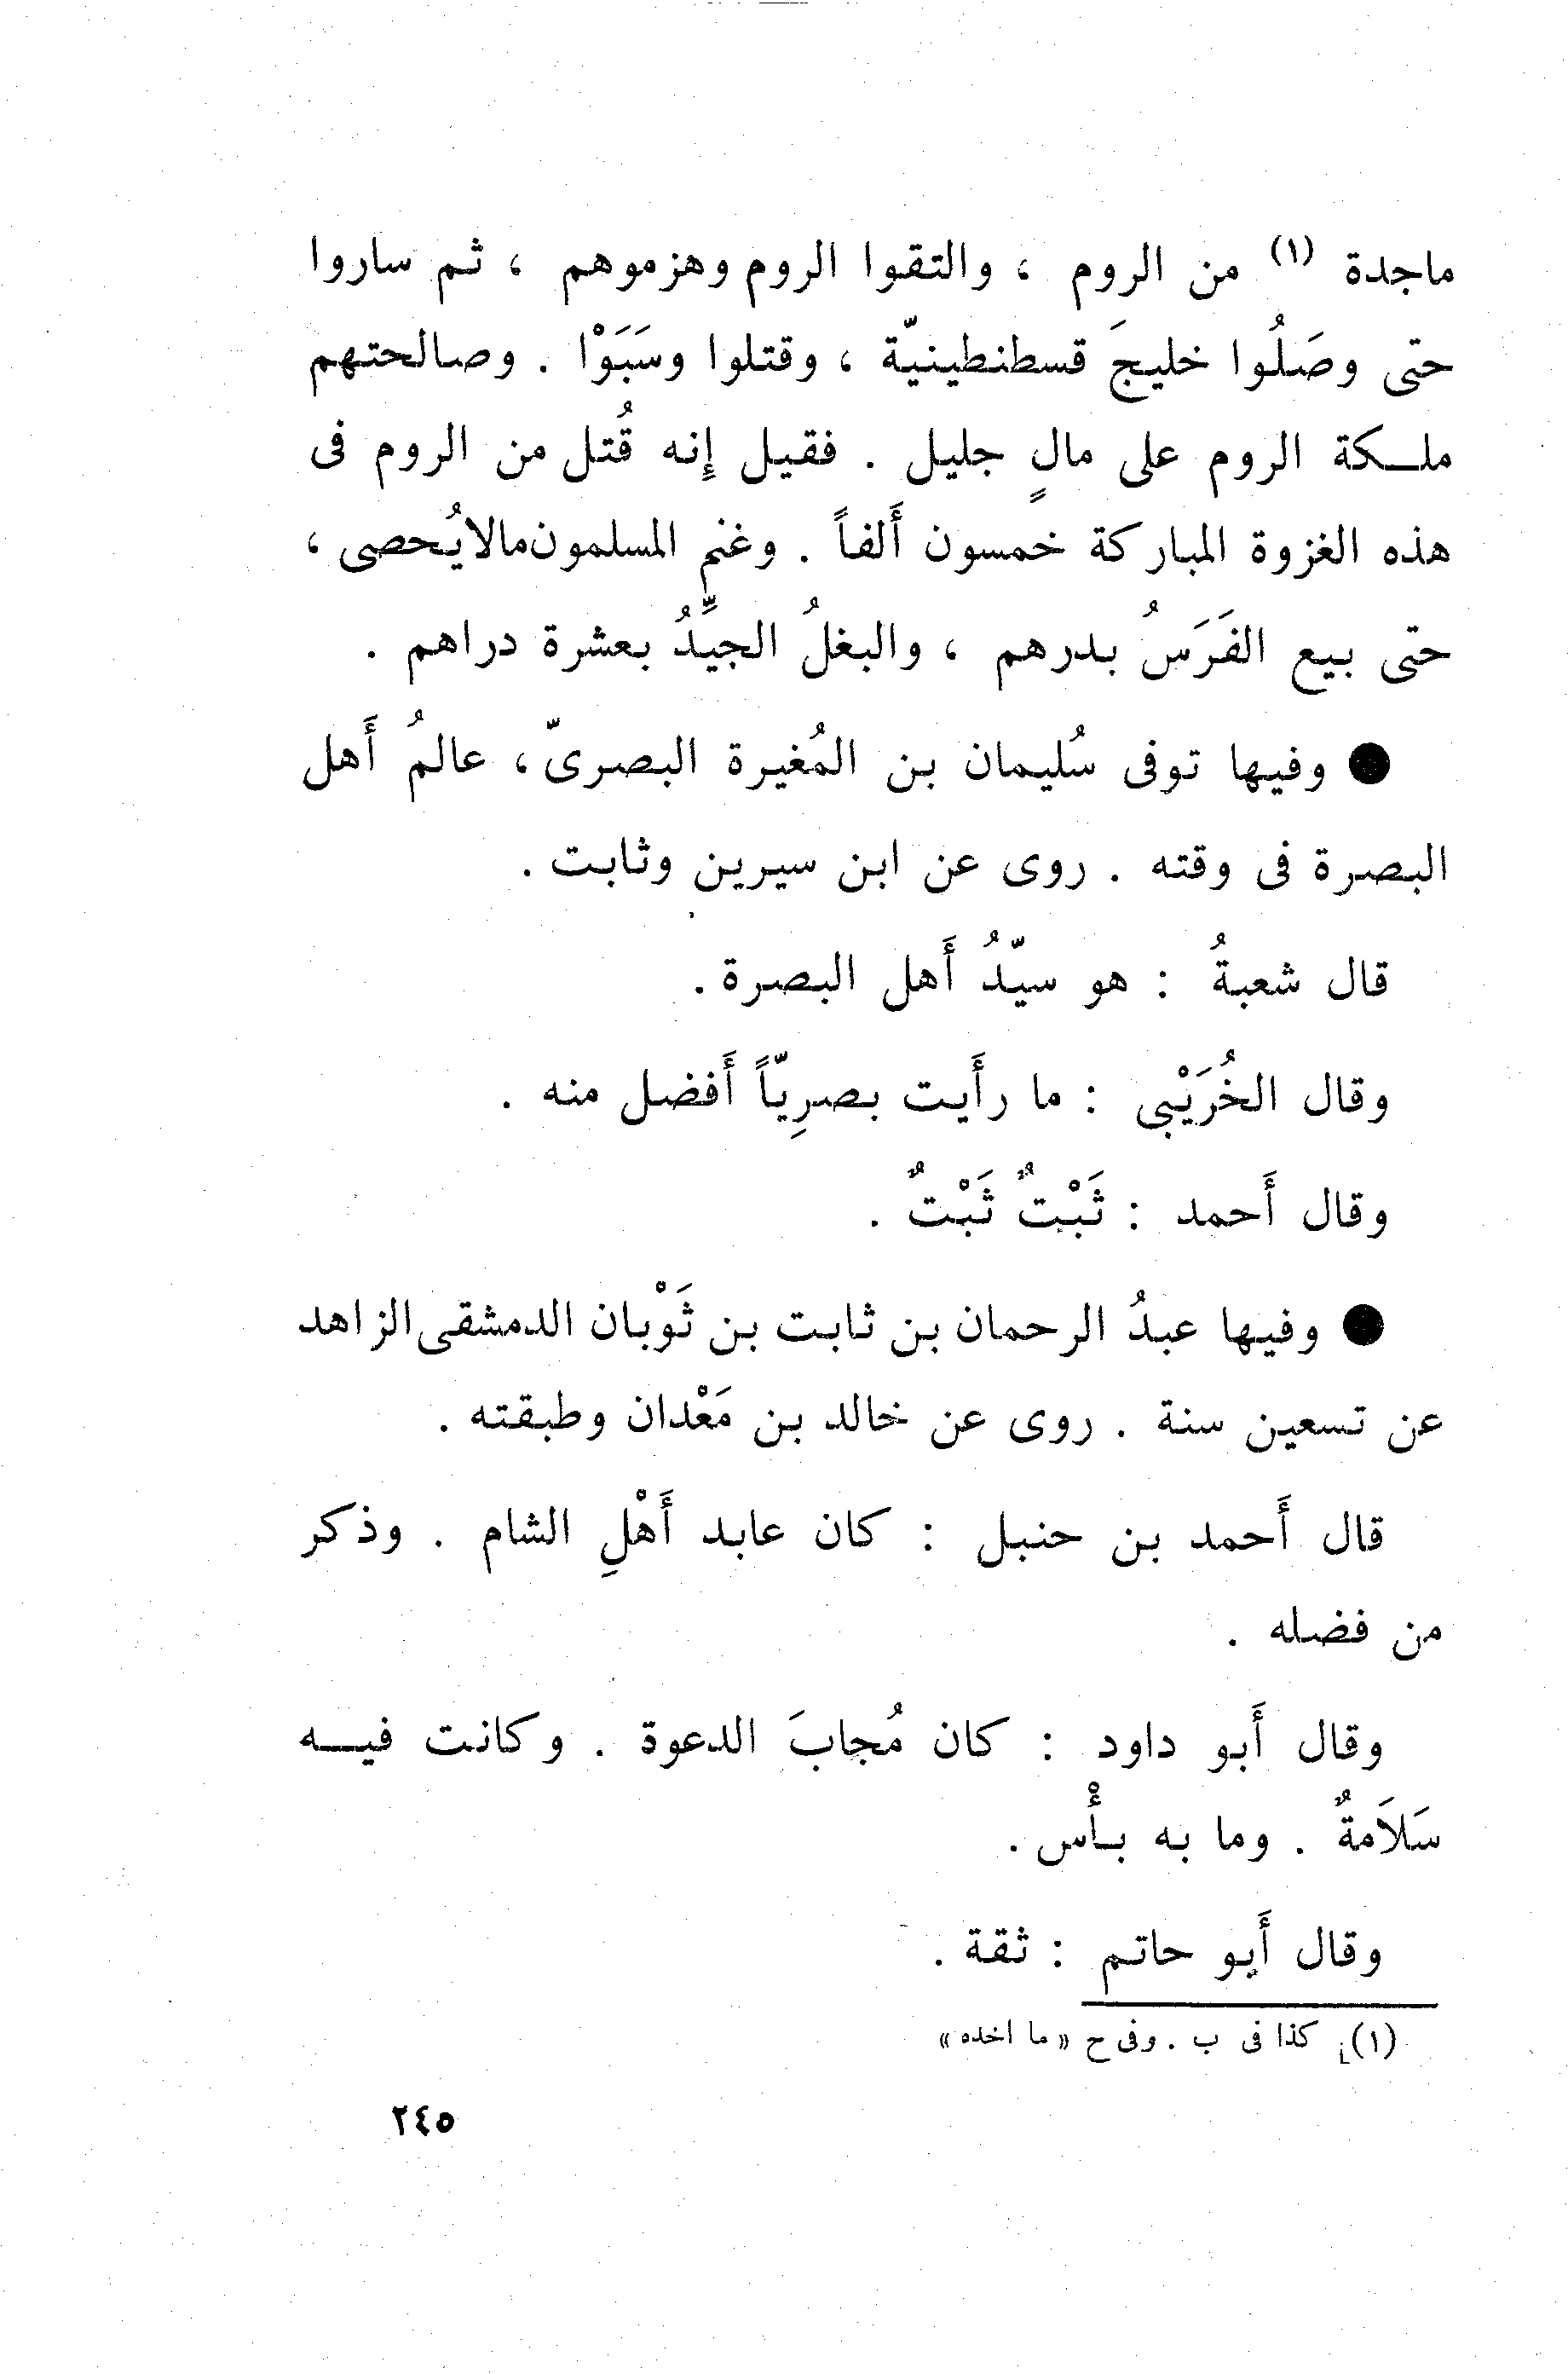 ماجدة (١) من الروم ، والتقوا الروم وهزموهم ، ثم ساروا
حتى وصَلُوا خليجَ قسطنطينيّة ، وقتلوا وسَبَوْا . وصالحتهم
ملكة الروم على مالٍ جليل . فقيل إنه قُتل من الروم فى
هذه الغزوة المباركة خمسون أَلفاً . وغنم المسلمون مالايُحصى ،
حتى بيع الفَرَسُ بدرهم ، والبغلُ الجيِّدُ بعشرة دراهم .
● وفيها توفى سُليمان بن المُغيرة البصرىّ ، عالمُ أَهل
البصرة فى وقته . روى عن ابن سيرين وثابت .
قال شعبةُ : هو سيّدُ أَهل البصرة .
وقال الخُرَيْبى : ما رأَيت بصرِيّاً أَفضل منه .
وقال أَحمد : ثَبْتٌ ثَبْتٌ .
● وفيها عبدُ الرحمان بن ثابت بن ثَوْبان الدمشقى الزاهد
عن تسعين سنة . روى عن خالد بن مَعْدان وطبقته .
قال أَحمد بن حنبل : كان عابد أَهْلِ الشام . وذكر
من فضله .
وقال أَبو داود : كان مُجابَ الدعوة . وكانت فيه
سَلاَمةٌ . وما به بأْس .
وقال أَبو حاتم : ثقة .
(١) كذا فى ب . وفى ح « ما اخده »
٢٤٥